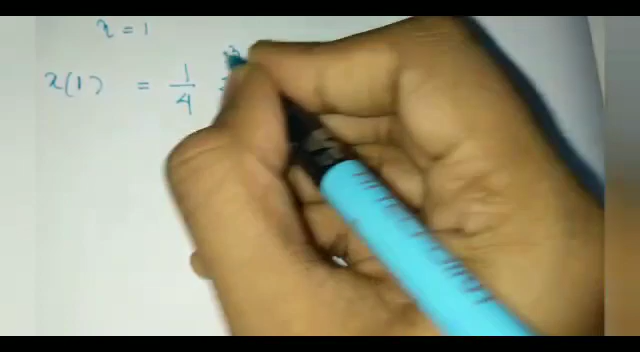 x = 1
x(1) = 1/4